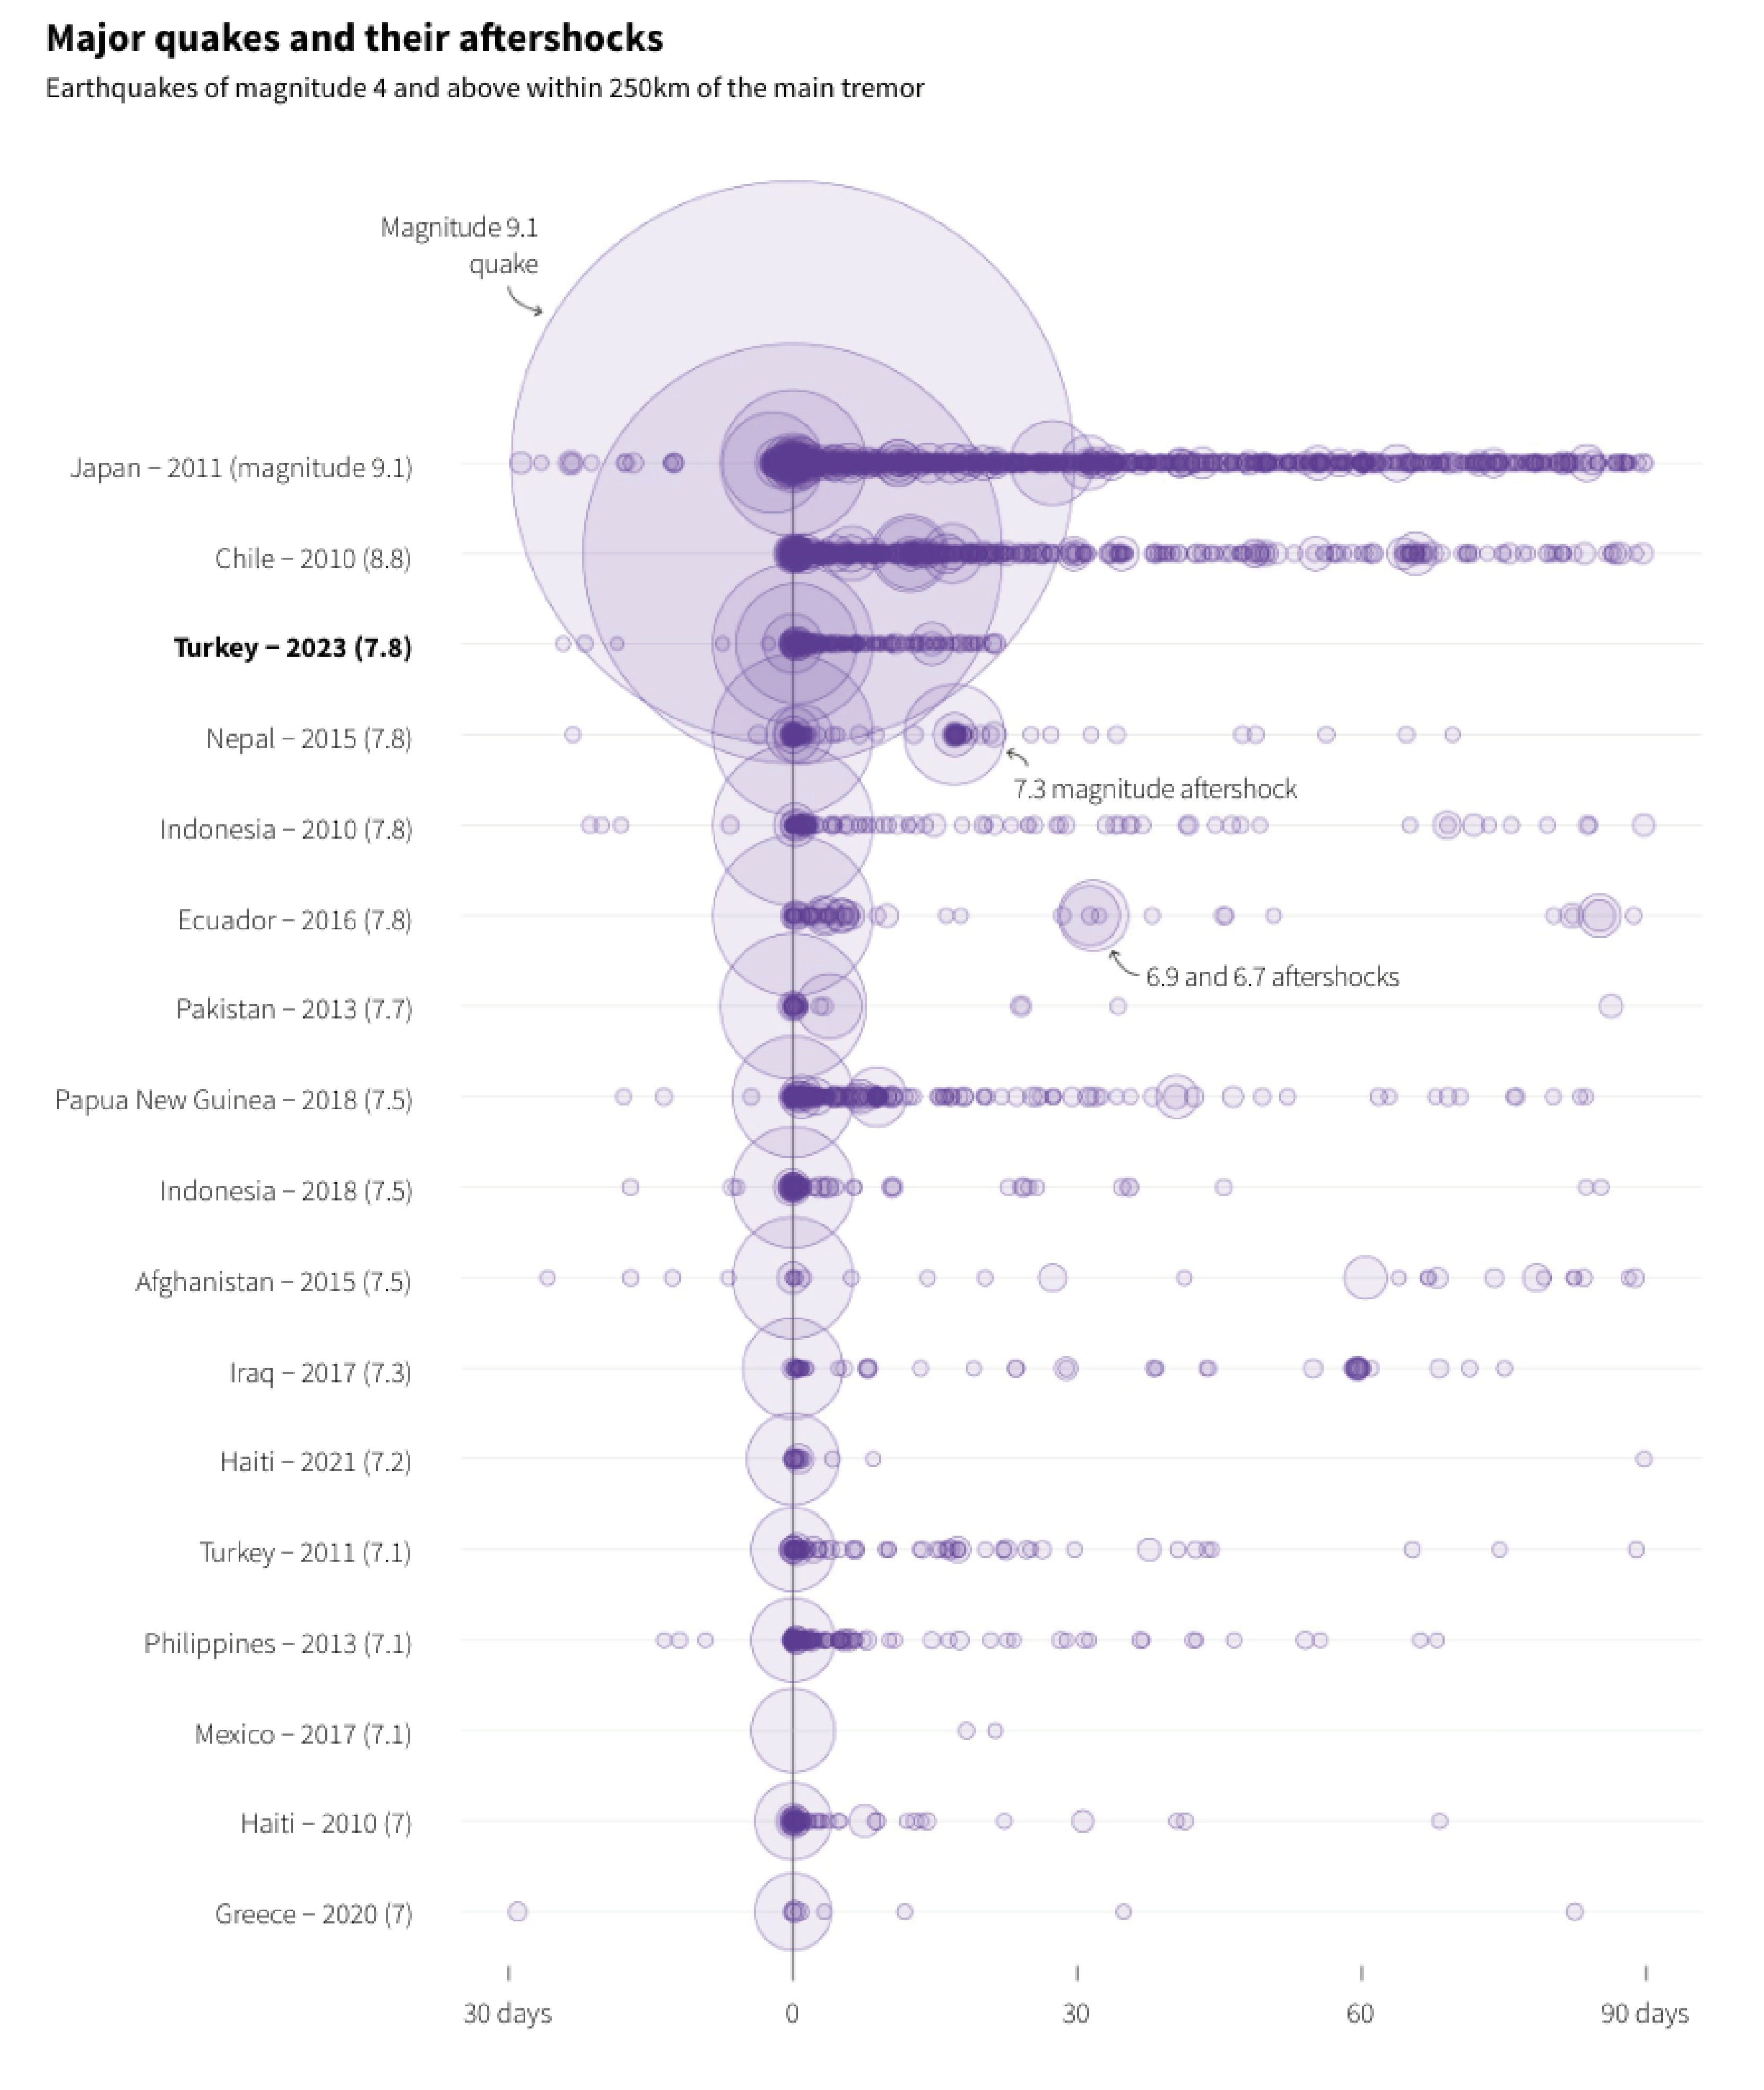 Major quakes and their aftershocks
Earthquakes of magnitude 4 and above within 250km of the main tremor
Magnitude 9.1
quake
Japan – 2011 (magnitude 9.1)
Chile – 2010 (8.8)
Turkey – 2023 (7.8)
Nepal – 2015 (7.8)
7.3 magnitude aftershock
Indonesia – 2010 (7.8)
Ecuador – 2016 (7.8)
6.9 and 6.7 aftershocks
Pakistan – 2013 (7.7)
Papua New Guinea – 2018 (7.5)
Indonesia – 2018 (7.5)
Afghanistan – 2015 (7.5)
Iraq – 2017 (7.3)
Haiti – 2021 (7.2)
Turkey – 2011 (7.1)
Philippines – 2013 (7.1)
Mexico – 2017 (7.1)
Haiti – 2010 (7)
Greece – 2020 (7)
30 days 0 30 60 90 days